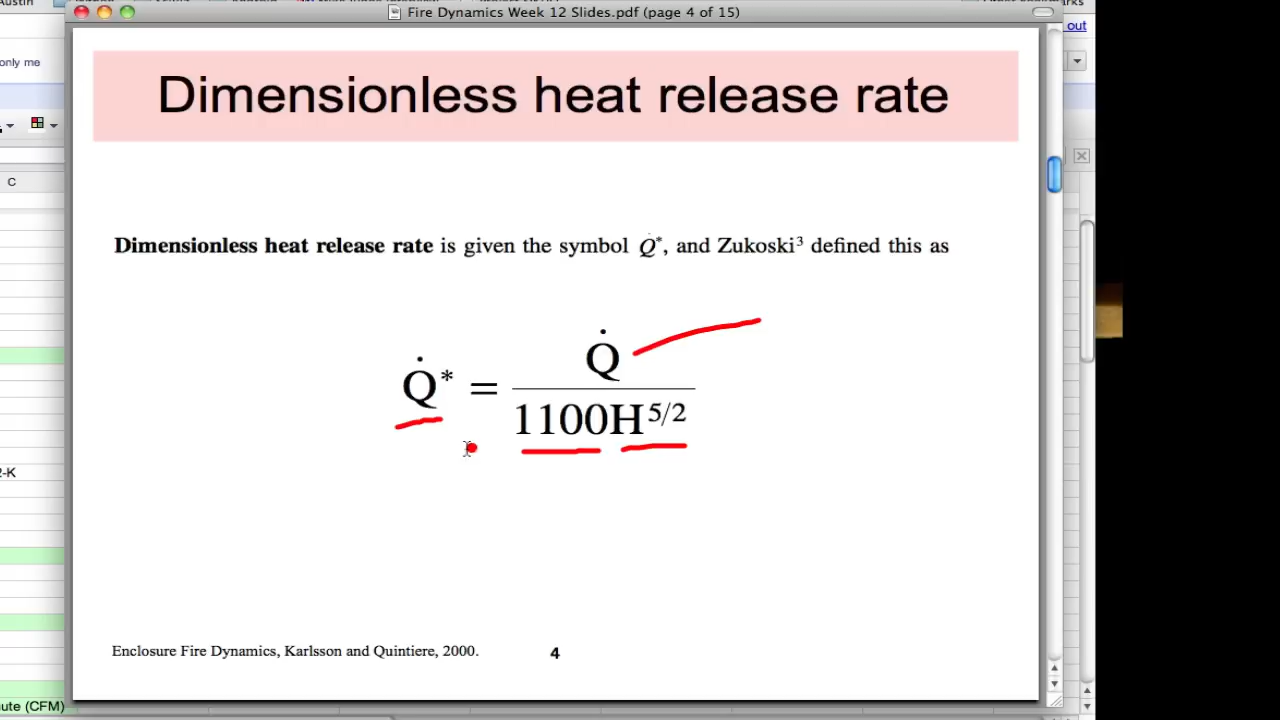 Fire Dynamics Week 12 Slides.pdf (page 4 of 15)
out
only me
Dimensionless heat release rate
C
Dimensionless heat release rate is given the symbol Q̇*, and Zukoski³ defined this as
Q̇* = Q̇ / 1100H^5/2
2-K
Enclosure Fire Dynamics, Karlsson and Quintiere, 2000.
4
nute (CFM)